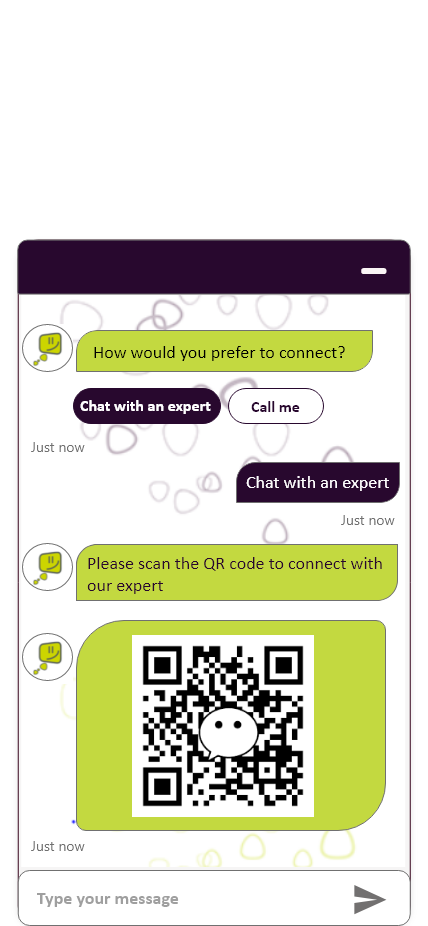 How would you prefer to connect?
Chat with an expert
Call me
Just now
Chat with an expert
Just now
Please scan the QR code to connect with
our expert
Just now
Type your message